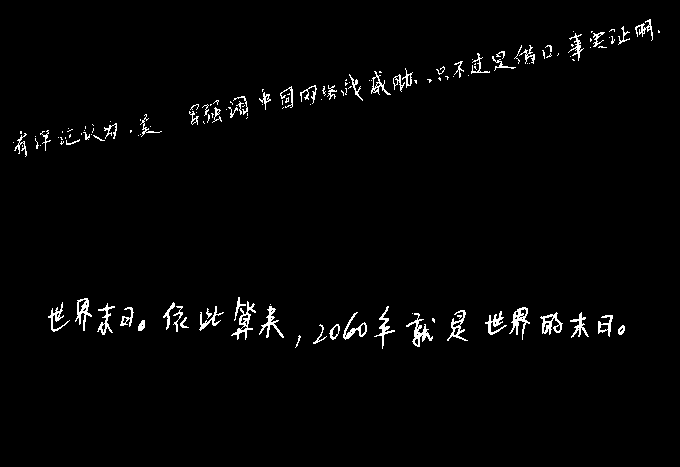 有评论认为,美 军强调中国网络战威胁,只不过是借口.事实证明,
世界末日。依此算来,2060年就是世界的末日。